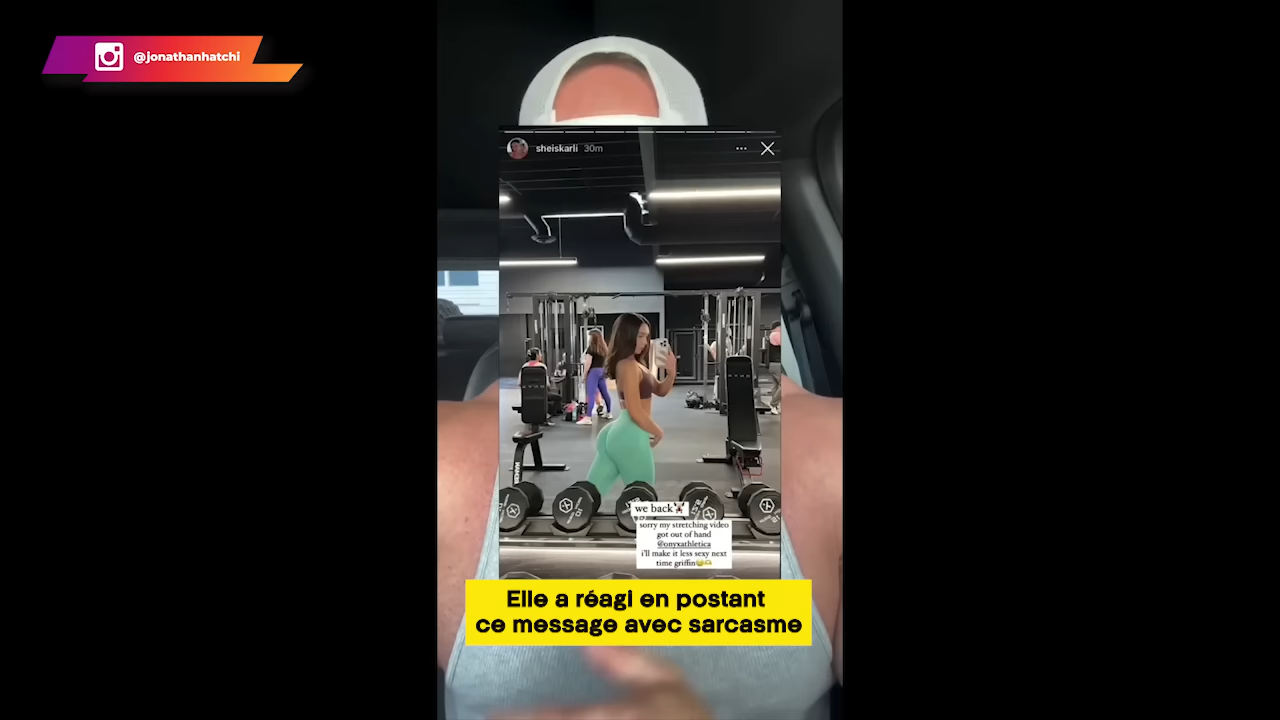 @jonathanhatchi
sheiskarli 30m
we back
sorry my stretching video
got out of hand
@onyxathletica
i'll make it less sexy next
time griffin
Elle a réagi en postant
ce message avec sarcasme